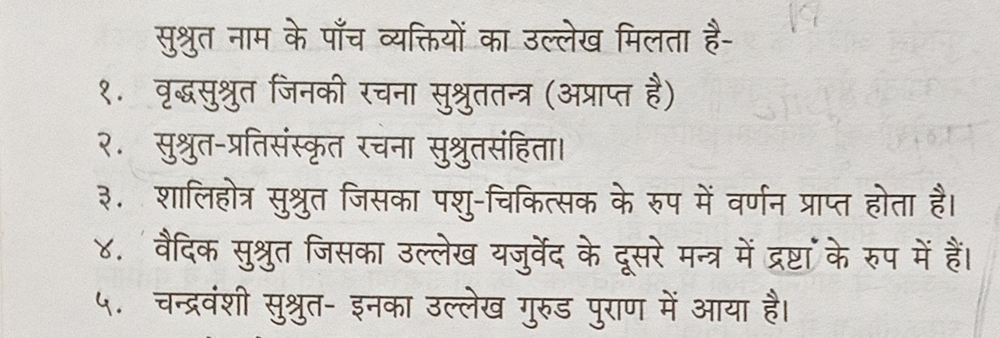 सुश्रुत नाम के पाँच व्यक्तियों का उल्लेख मिलता है-
१. वृद्धसुश्रुत जिनकी रचना सुश्रुततन्त्र (अप्राप्त है)
२. सुश्रुत-प्रतिसंस्कृत रचना सुश्रुतसंहिता।
३. शालिहोत्र सुश्रुत जिसका पशु-चिकित्सक के रुप में वर्णन प्राप्त होता है।
४. वैदिक सुश्रुत जिसका उल्लेख यजुर्वेद के दूसरे मन्त्र में द्रष्टा के रुप में हैं।
५. चन्द्रवंशी सुश्रुत- इनका उल्लेख गुरुड पुराण में आया है।